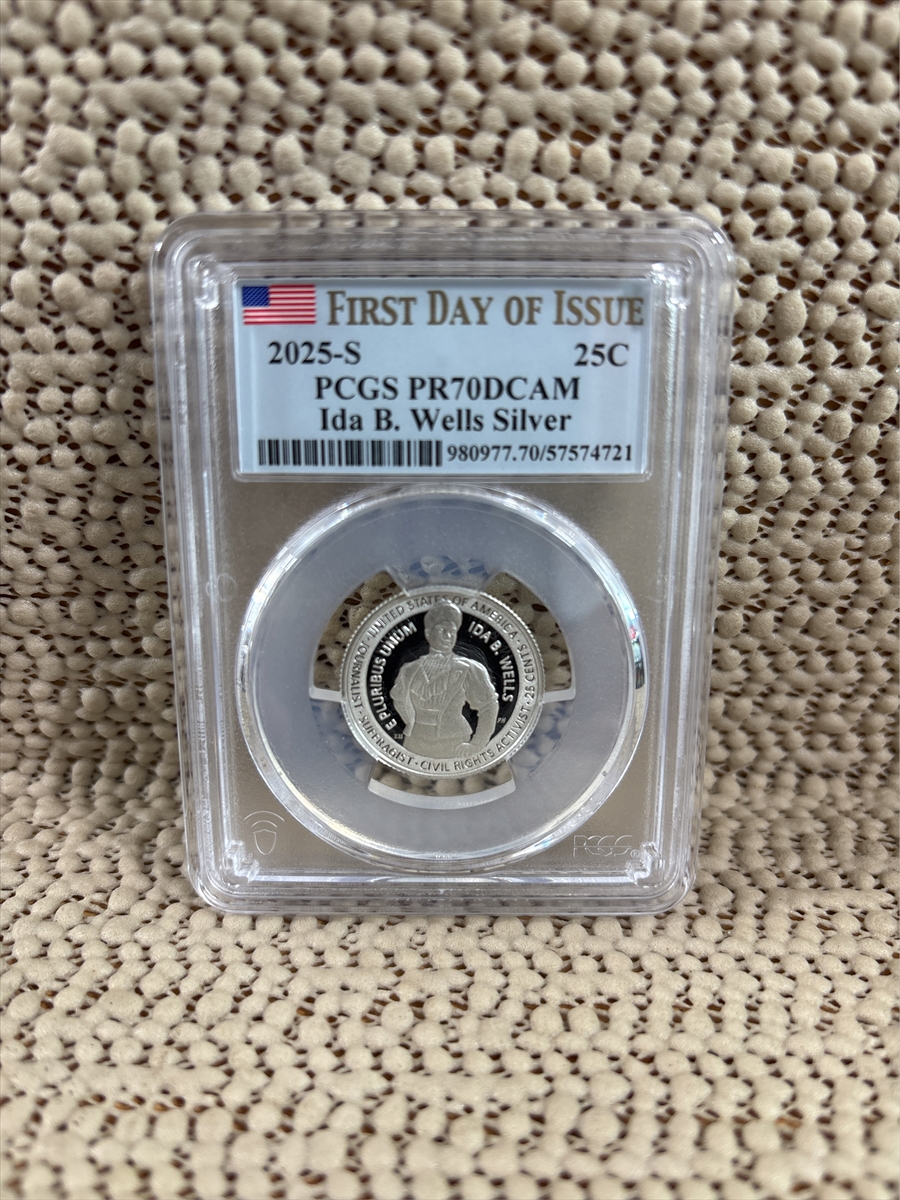 FIRST DAY OF ISSUE
2025-S 25C
PCGS PR70DCAM
Ida B. Wells Silver
980977.70/57574721
UNITED STATES OF AMERICA
E PLURIBUS UNUM
IDA B. WELLS
JOURNALIST · SUFFRAGIST · CIVIL RIGHTS ACTIVIST · 25 CENTS
PCGS